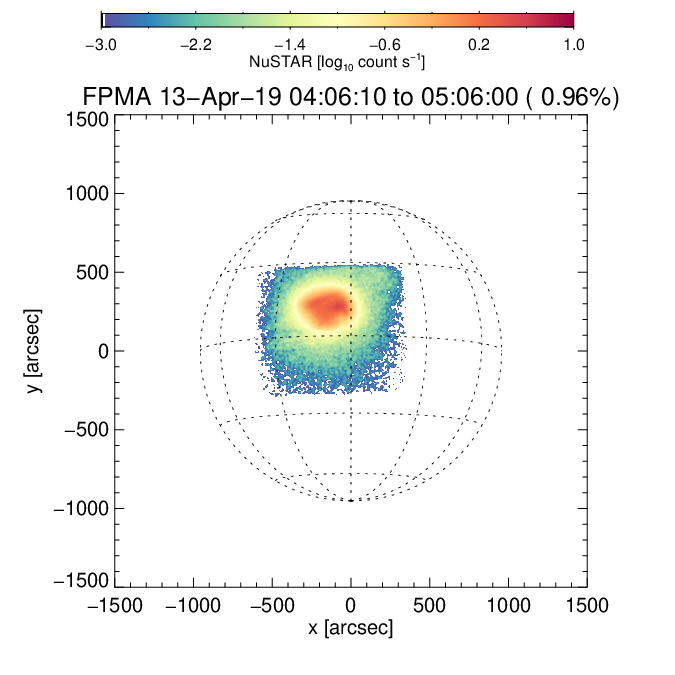 −3.0 −2.2 −1.4 −0.6 0.2 1.0
NuSTAR [log10 count s−1]
FPMA 13−Apr−19 04:06:10 to 05:06:00 ( 0.96%)
1500
1000
500
0
−500
−1000
−1500
y [arcsec]
−1500 −1000 −500 0 500 1000 1500
x [arcsec]